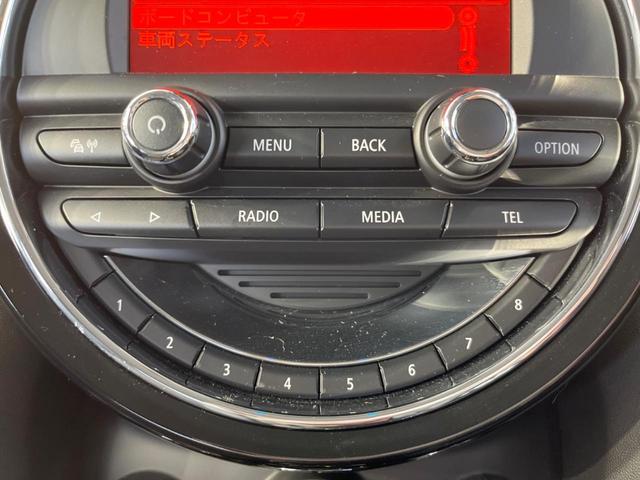 ボードコンピュータ
車両ステータス
MENU BACK OPTION
RADIO MEDIA TEL
1 2 3 4 5 6 7 8